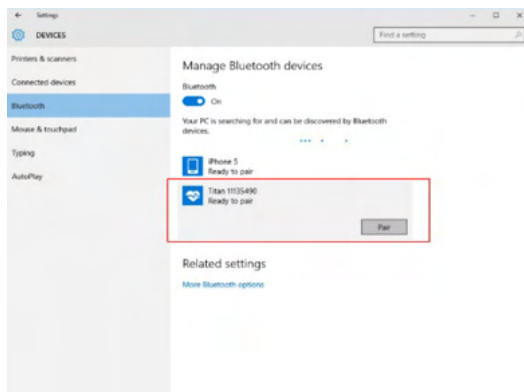 Settings
DEVICES
Find a setting
Printers & scanners
Connected devices
Bluetooth
Mouse & touchpad
Typing
AutoPlay
Manage Bluetooth devices
Bluetooth
On
Your PC is searching for and can be discovered by Bluetooth
devices.
iPhone 5
Ready to pair
Titan 11135490
Ready to pair
Pair
Related settings
More Bluetooth options